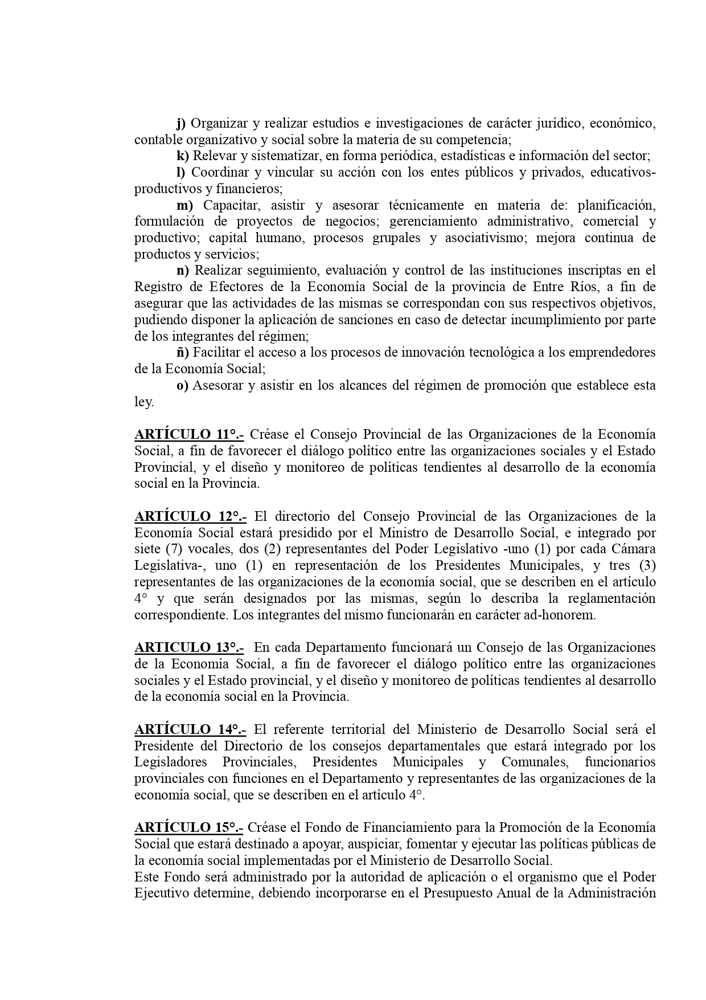 j) Organizar y realizar estudios e investigaciones de carácter jurídico, económico,
contable organizativo y social sobre la materia de su competencia;
k) Relevar y sistematizar, en forma periódica, estadísticas e información del sector;
l) Coordinar y vincular su acción con los entes públicos y privados, educativos-
productivos y financieros;
m) Capacitar, asistir y asesorar técnicamente en materia de: planificación,
formulación de proyectos de negocios; gerenciamiento administrativo, comercial y
productivo; capital humano, procesos grupales y asociativismo; mejora continua de
productos y servicios;
n) Realizar seguimiento, evaluación y control de las instituciones inscriptas en el
Registro de Efectores de la Economía Social de la provincia de Entre Ríos, a fin de
asegurar que las actividades de las mismas se correspondan con sus respectivos objetivos,
pudiendo disponer la aplicación de sanciones en caso de detectar incumplimiento por parte
de los integrantes del régimen;
ñ) Facilitar el acceso a los procesos de innovación tecnológica a los emprendedores
de la Economía Social;
o) Asesorar y asistir en los alcances del régimen de promoción que establece esta
ley.
ARTÍCULO 11°.- Créase el Consejo Provincial de las Organizaciones de la Economía
Social, a fin de favorecer el diálogo político entre las organizaciones sociales y el Estado
Provincial, y el diseño y monitoreo de políticas tendientes al desarrollo de la economía
social en la Provincia.
ARTÍCULO 12°.- El directorio del Consejo Provincial de las Organizaciones de la
Economía Social estará presidido por el Ministro de Desarrollo Social, e integrado por
siete (7) vocales, dos (2) representantes del Poder Legislativo -uno (1) por cada Cámara
Legislativa-, uno (1) en representación de los Presidentes Municipales, y tres (3)
representantes de las organizaciones de la economía social, que se describen en el artículo
4° y que serán designados por las mismas, según lo describa la reglamentación
correspondiente. Los integrantes del mismo funcionarán en carácter ad-honorem.
ARTICULO 13°.- En cada Departamento funcionará un Consejo de las Organizaciones
de la Economía Social, a fin de favorecer el diálogo político entre las organizaciones
sociales y el Estado provincial, y el diseño y monitoreo de políticas tendientes al desarrollo
de la economía social en la Provincia.
ARTÍCULO 14°.- El referente territorial del Ministerio de Desarrollo Social será el
Presidente del Directorio de los consejos departamentales que estará integrado por los
Legisladores Provinciales, Presidentes Municipales y Comunales, funcionarios
provinciales con funciones en el Departamento y representantes de las organizaciones de la
economía social, que se describen en el artículo 4°.
ARTÍCULO 15°.- Créase el Fondo de Financiamiento para la Promoción de la Economía
Social que estará destinado a apoyar, auspiciar, fomentar y ejecutar las políticas públicas de
la economía social implementadas por el Ministerio de Desarrollo Social.
Este Fondo será administrado por la autoridad de aplicación o el organismo que el Poder
Ejecutivo determine, debiendo incorporarse en el Presupuesto Anual de la Administración